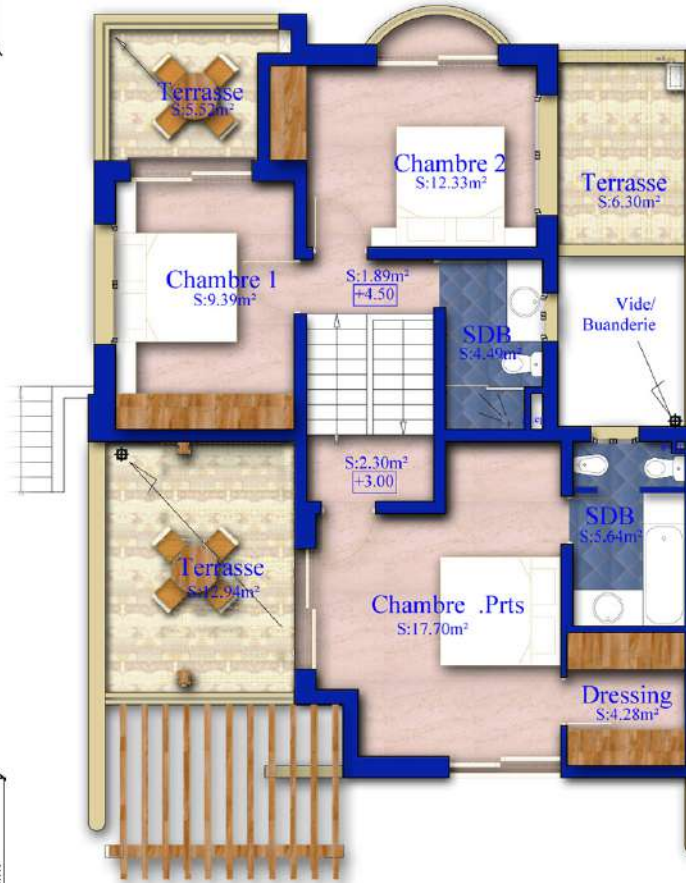 Terrasse
S:5.52m²
Chambre 2
S:12.33m²
Terrasse
S:6.30m²
Chambre 1
S:9.39m²
S:1.89m²
+4.50
Vide/
Buanderie
SDB
S:4.49m²
S:2.30m²
+3.00
SDB
S:5.64m²
Terrasse
S:12.94m²
Chambre .Prts
S:17.70m²
Dressing
S:4.28m²